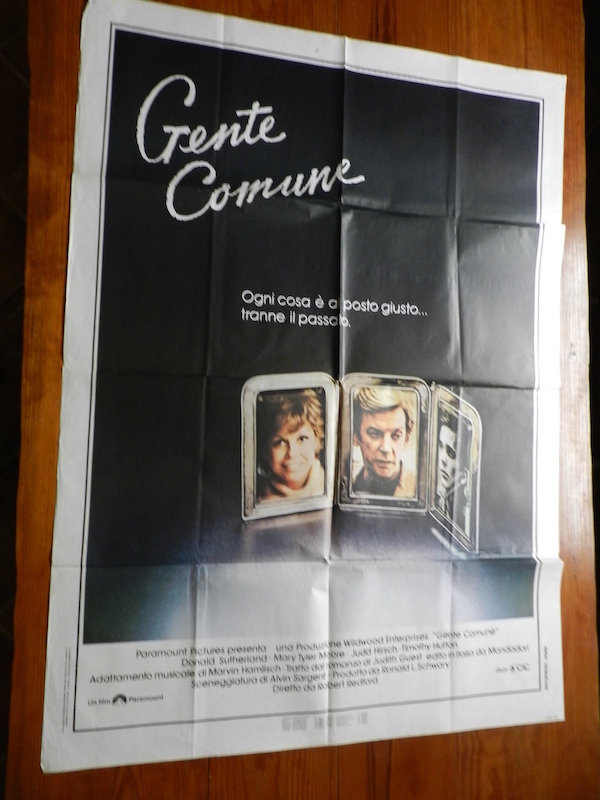 Gente
Comune
Ogni cosa è a posto giusto...
tranne il passato.
Paramount Pictures presenta una Produzione Wildwood Enterprises "Gente Comune"
Donald Sutherland · Mary Tyler Moore · Judd Hirsch · Timothy Hutton
Adattamento musicale di Marvin Hamlisch · Tratto dal romanzo di Judith Guest edito in Italia da Mondadori
Sceneggiatura di Alvin Sargent · Prodotto da Ronald L. Schwary
Diretto da Robert Redford
Un film Paramount
CIC